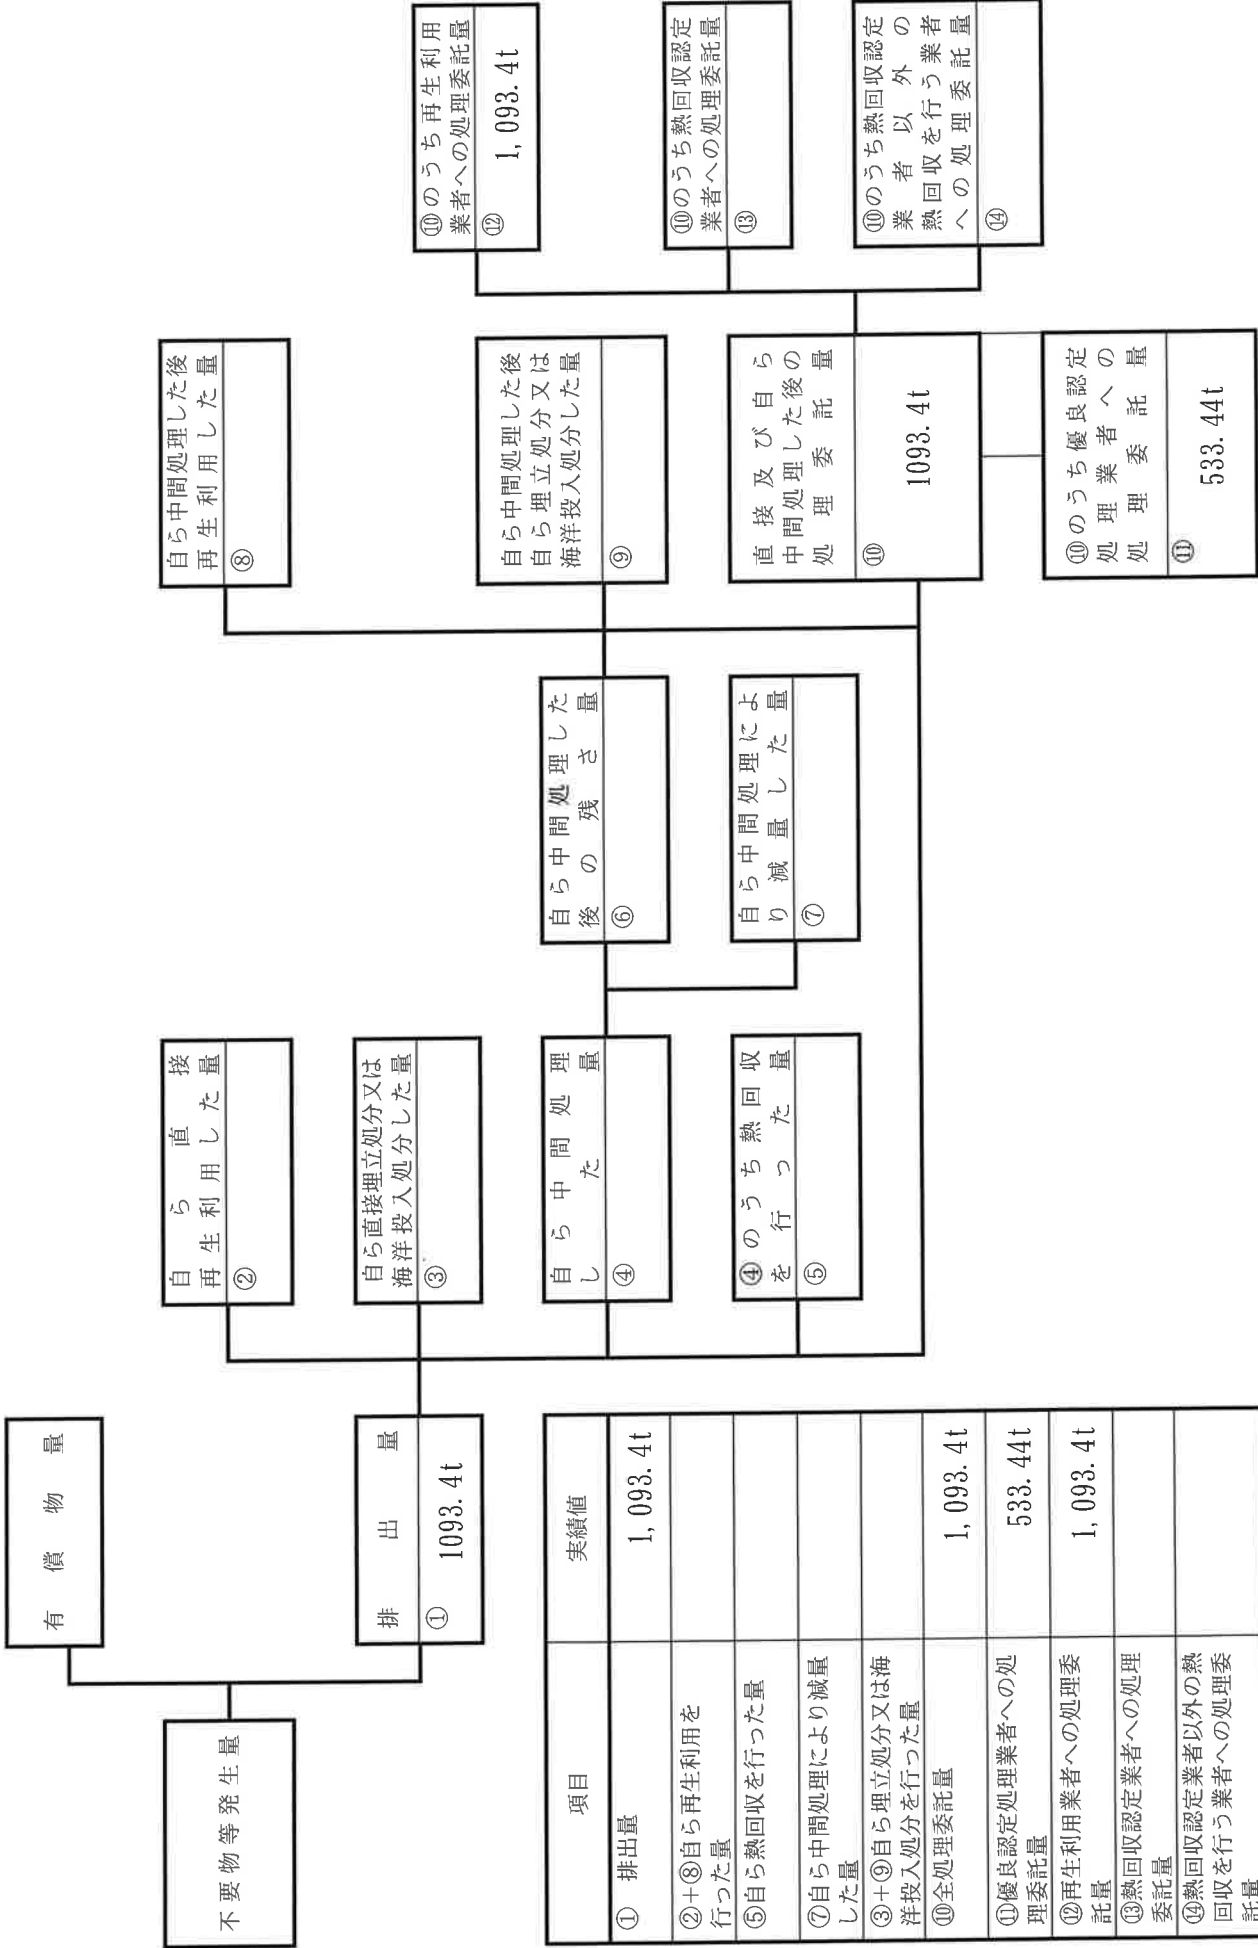 不要物等発生量
有償物量
排出量
① 1093.4t
自ら直接
再生利用した量
②
自ら直接埋立処分又は
海洋投入処分した量
③
自ら中間処理
した量
④
④のうち熱回収
を行った量
⑤
自ら中間処理した
後の残さ量
⑥
自ら中間処理によ
り減量した量
⑦
自ら中間処理した後
再生利用した量
⑧
自ら中間処理した後
自ら埋立処分又は
海洋投入処分した量
⑨
直接及び自ら
中間処理した後の
処理委託量
⑩ 1093.4t
⑩のうち優良認定
処理業者への
処理委託量
⑪ 533.44t
⑩のうち再生利用
業者への処理委託量
⑫ 1,093.4t
⑩のうち熱回収認定
業者への処理委託量
⑬
⑩のうち熱回収認定
業者以外の
熱回収を行う業者
への処理委託量
⑭
項目 実績値
① 排出量 1,093.4t
②+⑧自ら再生利用を
行った量
⑤自ら熱回収を行った量
⑦自ら中間処理により減量
した量
③+⑨自ら埋立処分又は海
洋投入処分を行った量
⑩全処理委託量 1,093.4t
⑪優良認定処理業者への処
理委託量 533.44t
⑫再生利用業者への処理委
託量 1,093.4t
⑬熱回収認定業者への処理
委託量
⑭熱回収認定業者以外の熱
回収を行う業者への処理委
託量